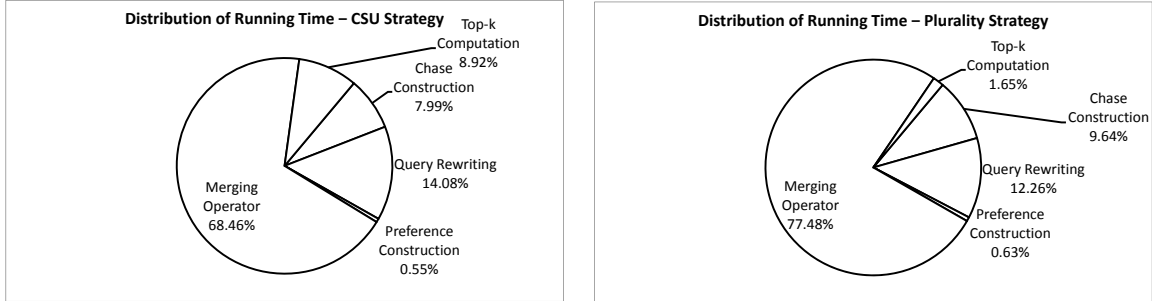 Distribution of Running Time – CSU Strategy
Top-k
Computation
8.92%
Chase
Construction
7.99%
Query Rewriting
14.08%
Merging
Operator
68.46%
Preference
Construction
0.55%
Distribution of Running Time – Plurality Strategy
Top-k
Computation
1.65%
Chase
Construction
9.64%
Query Rewriting
12.26%
Merging
Operator
77.48%
Preference
Construction
0.63%